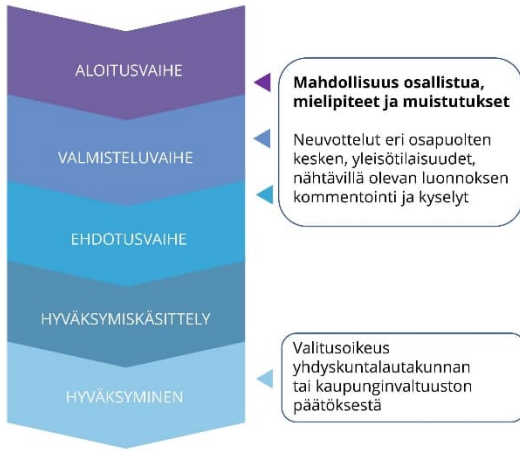 ALOITUSVAIHE
Mahdollisuus osallistua,
mielipiteet ja muistutukset
VALMISTELUVAIHE
Neuvottelut eri osapuolten
kesken, yleisötilaisuudet,
nähtävillä olevan luonnoksen
kommentointi ja kyselyt
EHDOTUSVAIHE
HYVÄKSYMISKÄSITTELY
HYVÄKSYMINEN
Valitusoikeus
yhdyskuntalautakunnan
tai kaupunginvaltuuston
päätöksestä